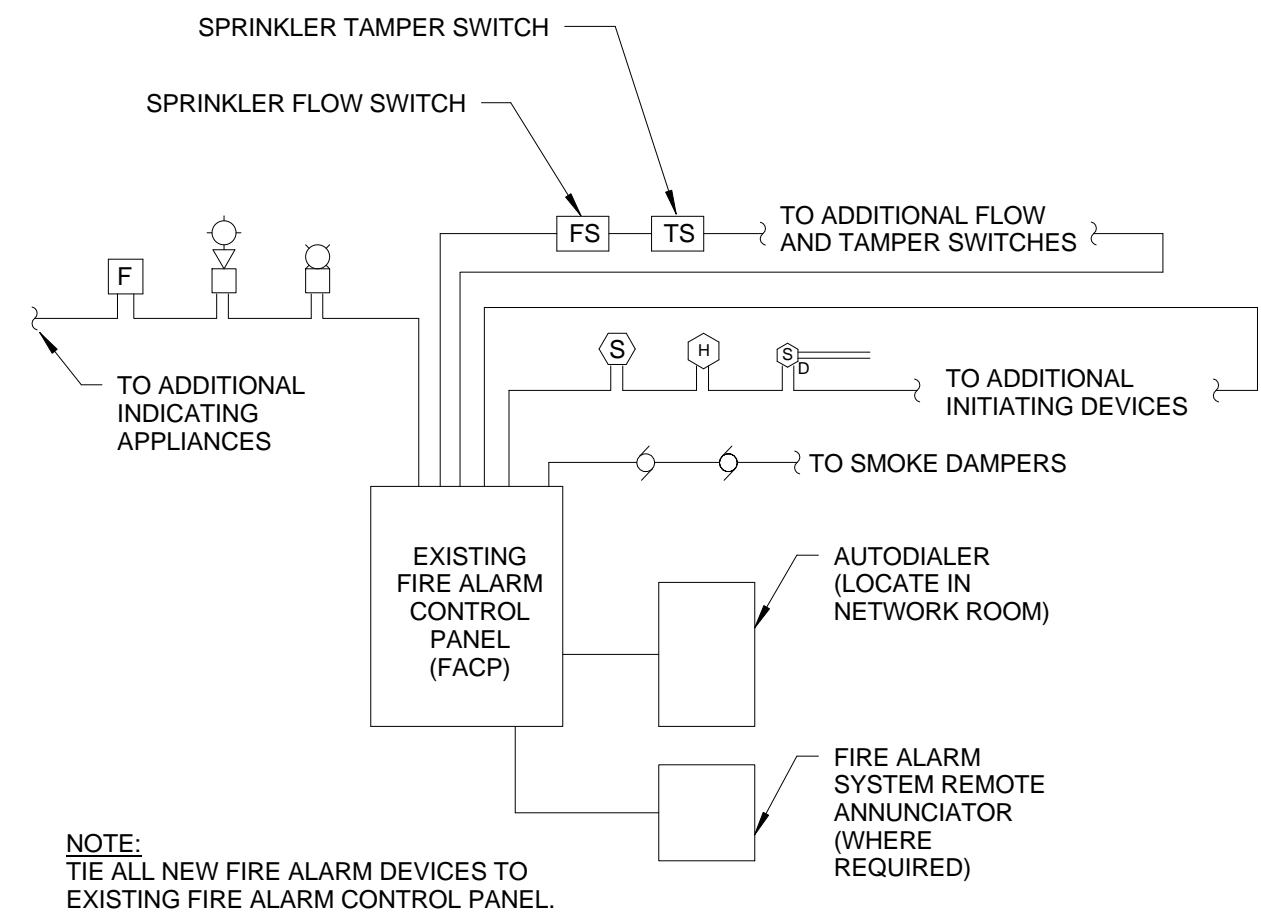 SPRINKLER TAMPER SWITCH
SPRINKLER FLOW SWITCH
FS
TS
TO ADDITIONAL FLOW
AND TAMPER SWITCHES
F
TO ADDITIONAL
INDICATING
APPLIANCES
S
H
S
D
TO ADDITIONAL
INITIATING DEVICES
TO SMOKE DAMPERS
EXISTING
FIRE ALARM
CONTROL
PANEL
(FACP)
AUTODIALER
(LOCATE IN
NETWORK ROOM)
FIRE ALARM
SYSTEM REMOTE
ANNUNCIATOR
(WHERE
REQUIRED)
NOTE:
TIE ALL NEW FIRE ALARM DEVICES TO
EXISTING FIRE ALARM CONTROL PANEL.